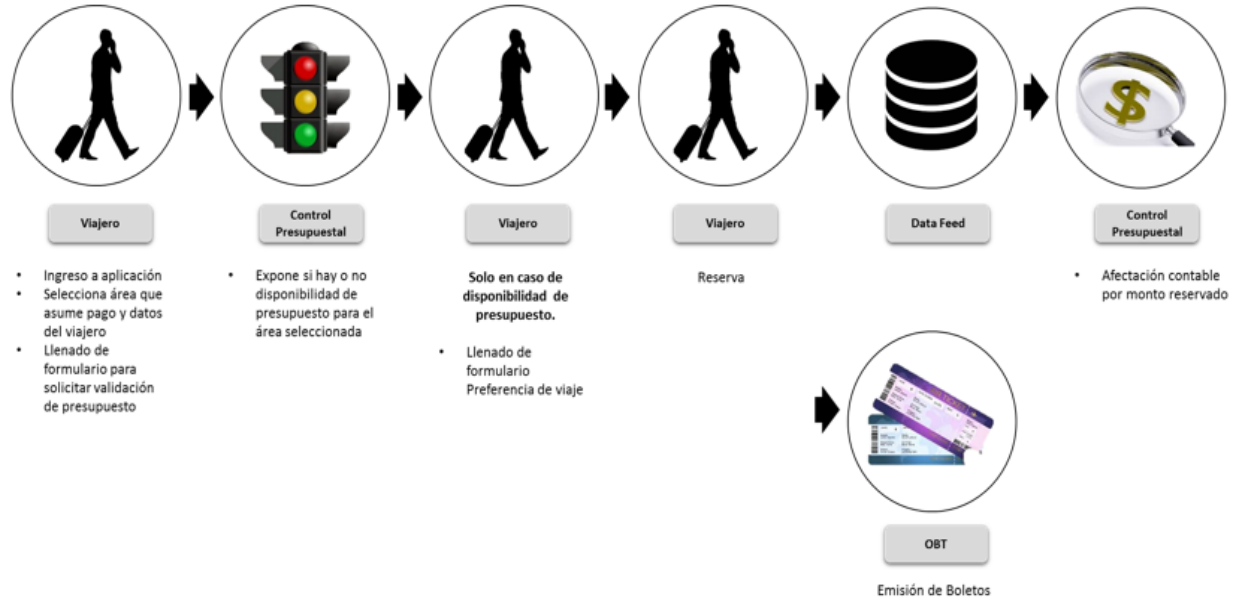 Viajero
• Ingreso a aplicación
• Selecciona área que
asume pago y datos
del viajero
• Llenado de
formulario para
solicitar validación
de presupuesto
Control
Presupuestal
• Expone si hay o no
disponibilidad de
presupuesto para el
área seleccionada
Viajero
Solo en caso de
disponibilidad de
presupuesto.
• Llenado de
formulario
Preferencia de viaje
Viajero
Reserva
Data Feed
Control
Presupuestal
• Afectación contable
por monto reservado
$
OBT
Emisión de Boletos